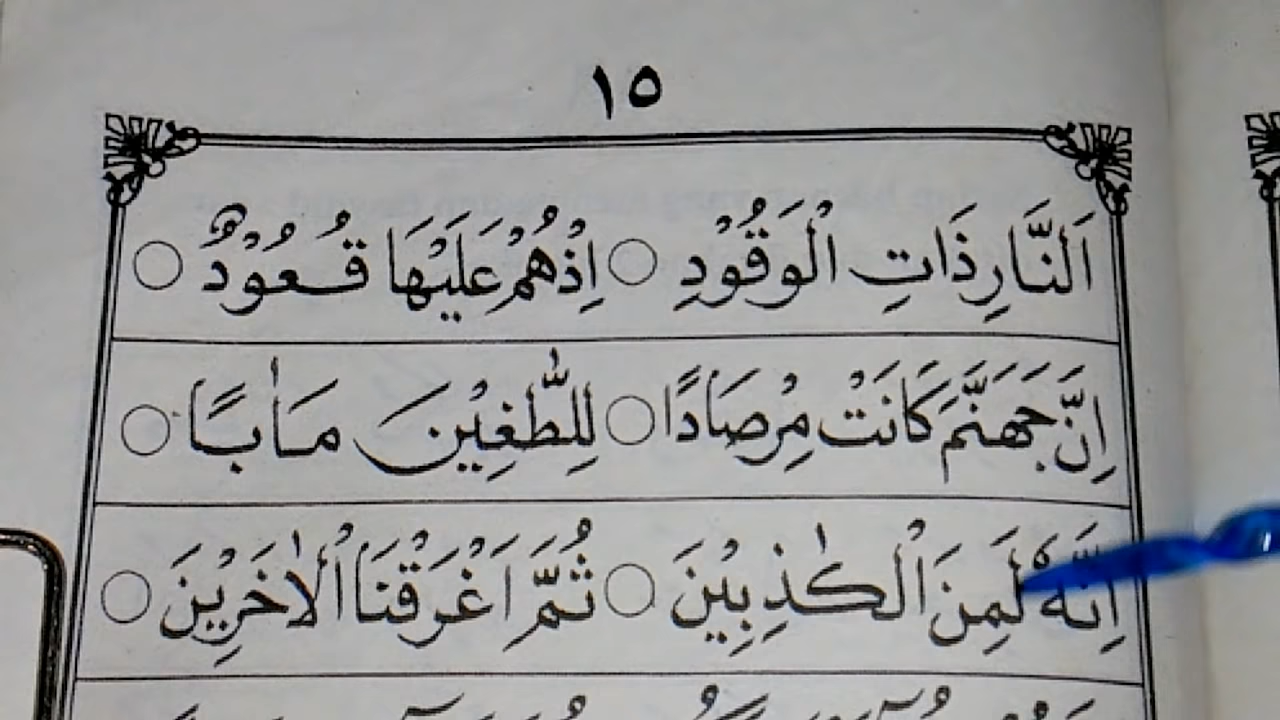 ١٥
اَلنَّارِ ذَاتِ الْوَقُوْدِ ○ اِذْهُمْ عَلَيْهَا قُعُوْدٌ ○
اِنَّ جَهَنَّمَ كَانَتْ مِرْصَادًا ○ لِلطّٰغِيْنَ مَاٰبًا ○
اِنَّهٗ لَمِنَ الْكٰذِبِيْنَ ○ ثُمَّ اَغْرَقْنَا الْاٰخَرِيْنَ ○